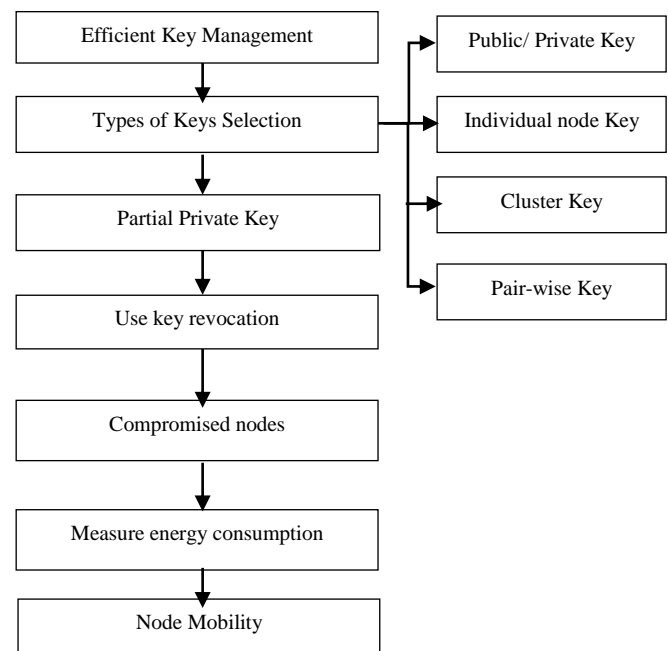 Efficient Key Management
Types of Keys Selection
Partial Private Key
Use key revocation
Compromised nodes
Measure energy consumption
Node Mobility
Public/ Private Key
Individual node Key
Cluster Key
Pair-wise Key